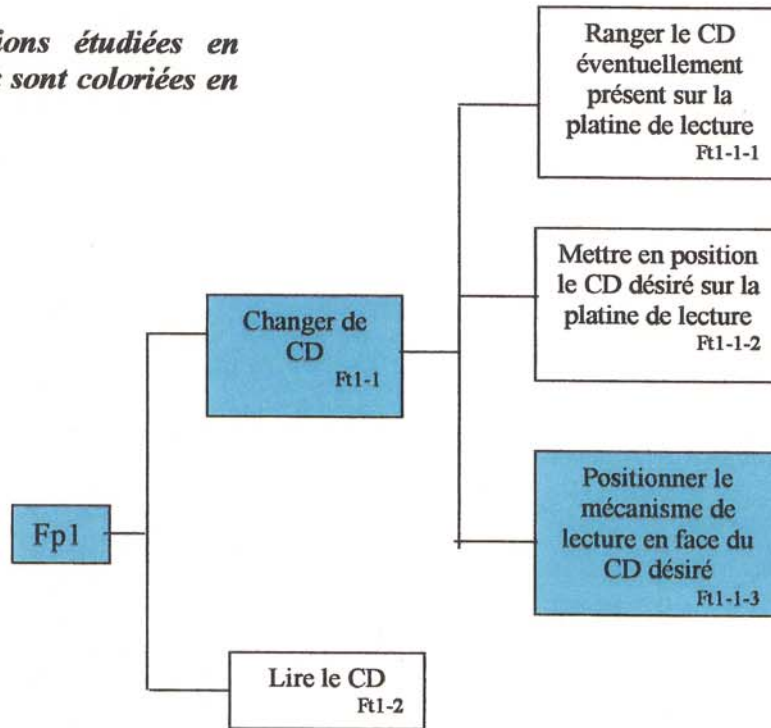 ions étudiées en
sont coloriées en
Ranger le CD
éventuellement
présent sur la
platine de lecture
Ft1-1-1
Mettre en position
le CD désiré sur la
platine de lecture
Ft1-1-2
Changer de
CD
Ft1-1
Positionner le
mécanisme de
lecture en face du
CD désiré
Ft1-1-3
Fp1
Lire le CD
Ft1-2